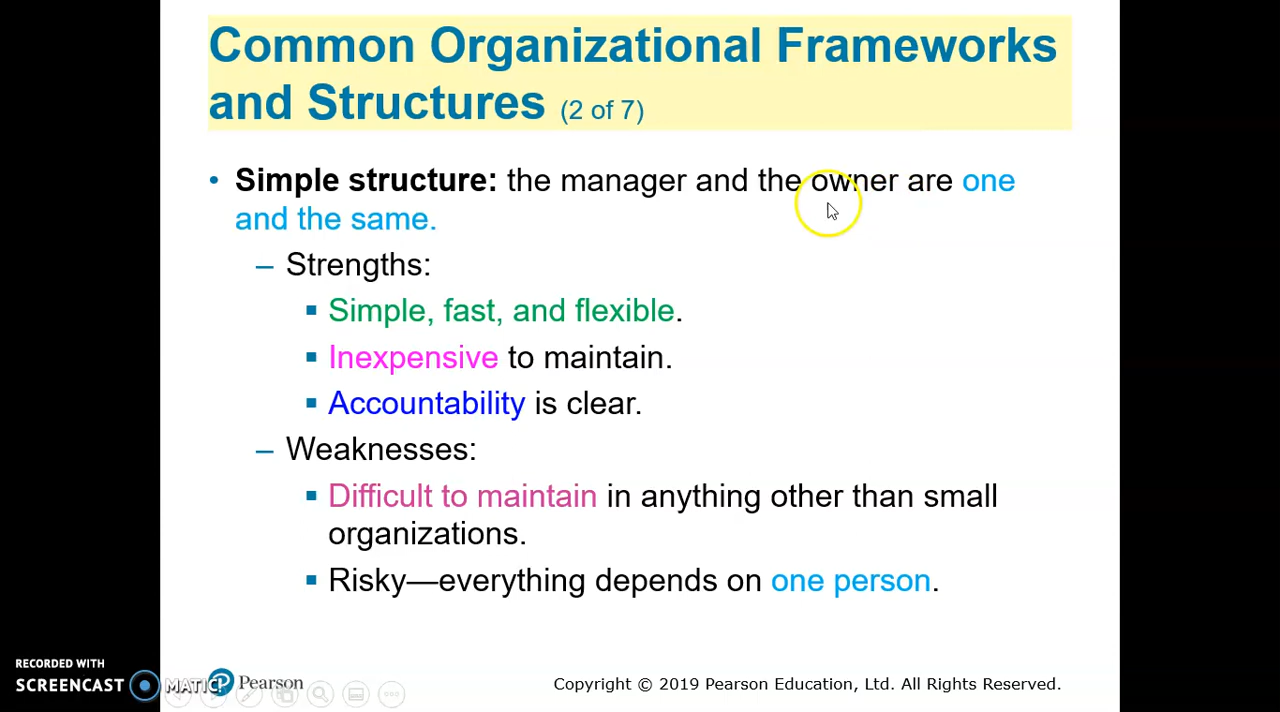 Common Organizational Frameworks
and Structures (2 of 7)
• Simple structure: the manager and the owner are one
and the same.
– Strengths:
▪ Simple, fast, and flexible.
▪ Inexpensive to maintain.
▪ Accountability is clear.
– Weaknesses:
▪ Difficult to maintain in anything other than small
organizations.
▪ Risky—everything depends on one person.
RECORDED WITH
SCREENCAST MATIC
Pearson
Copyright © 2019 Pearson Education, Ltd. All Rights Reserved.